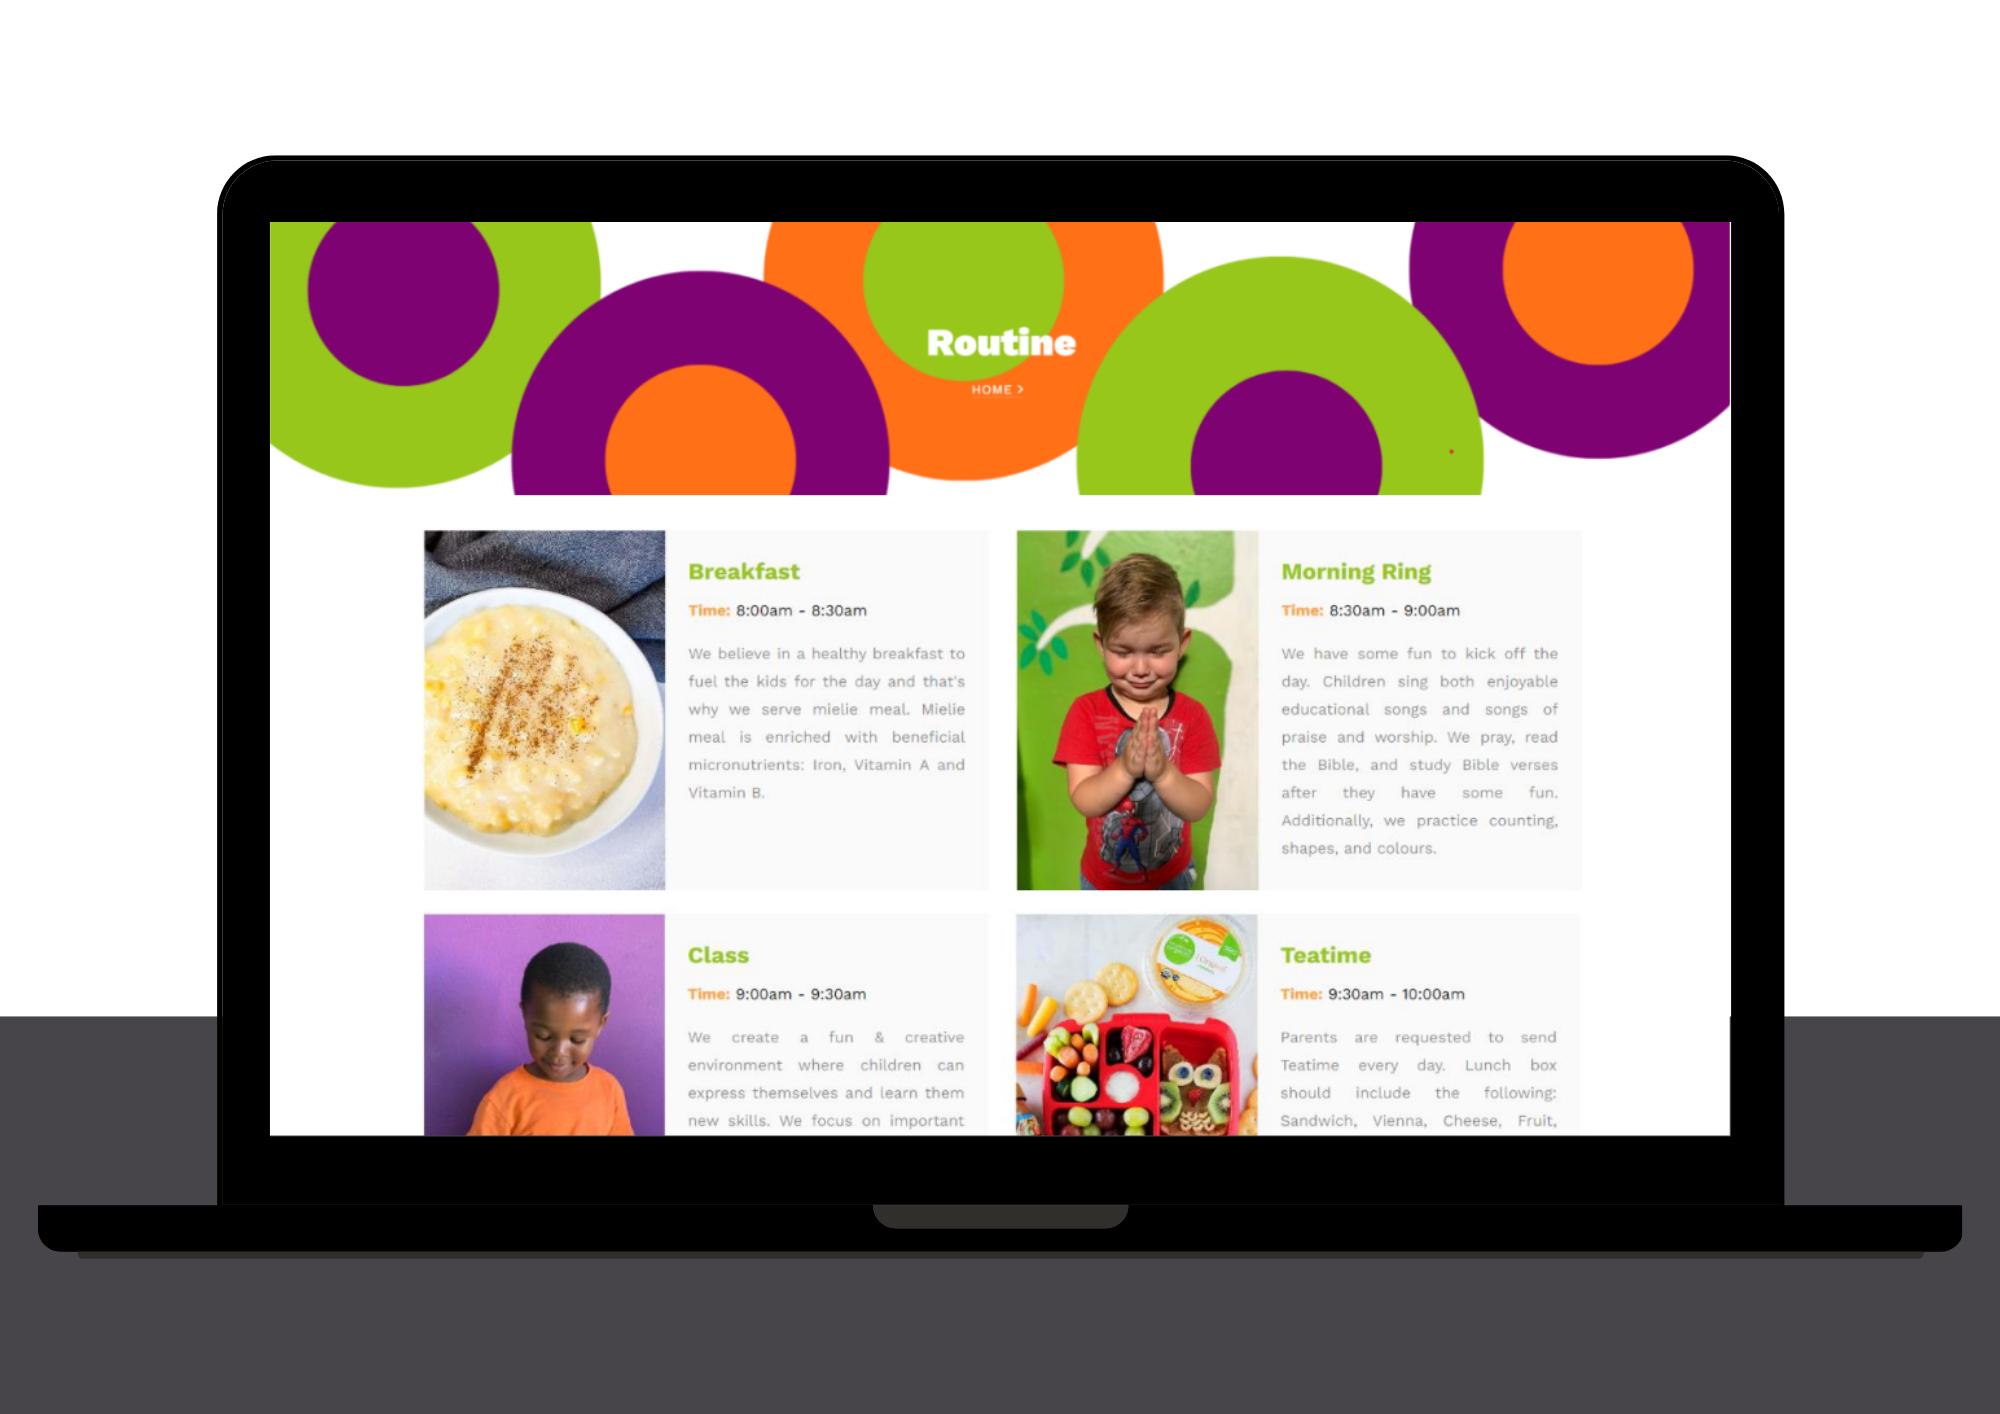 Routine
HOME >
Breakfast
Time: 8:00am - 8:30am
We believe in a healthy breakfast to
fuel the kids for the day and that's
why we serve mielie meal. Mielie
meal is enriched with beneficial
micronutrients: Iron, Vitamin A and
Vitamin B.
Morning Ring
Time: 8:30am - 9:00am
We have some fun to kick off the
day. Children sing both enjoyable
educational songs and songs of
praise and worship. We pray, read
the Bible, and study Bible verses
after they have some fun.
Additionally, we practice counting,
shapes, and colours.
Class
Time: 9:00am - 9:30am
We create a fun & creative
environment where children can
express themselves and learn them
new skills. We focus on important
Teatime
Time: 9:30am - 10:00am
Parents are requested to send
Teatime every day. Lunch box
should include the following:
Sandwich, Vienna, Cheese, Fruit,